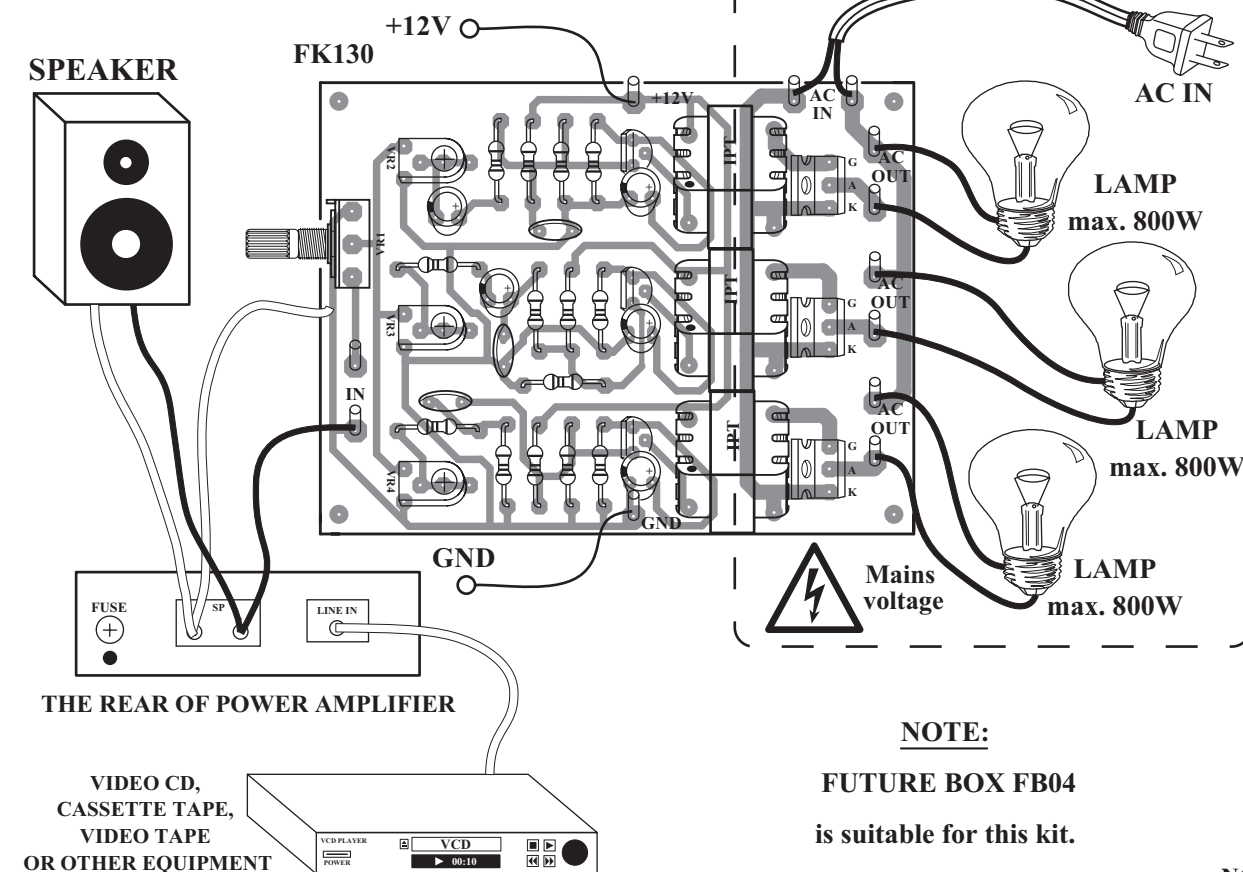 +12V
FK130
SPEAKER
+12V
AC
IN
AC IN
VR2
IPT
G
A
K
AC
OUT
LAMP
max. 800W
VR1
VR3
IPT
G
A
K
AC
OUT
AC
OUT
LAMP
max. 800W
IN
VR4
IPT
G
A
K
GND
GND
Mains
voltage
LAMP
max. 800W
FUSE
SP
LINE IN
THE REAR OF POWER AMPLIFIER
NOTE:
FUTURE BOX FB04
is suitable for this kit.
VIDEO CD,
CASSETTE TAPE,
VIDEO TAPE
OR OTHER EQUIPMENT
VCD PLAYER
POWER
VCD
00:10